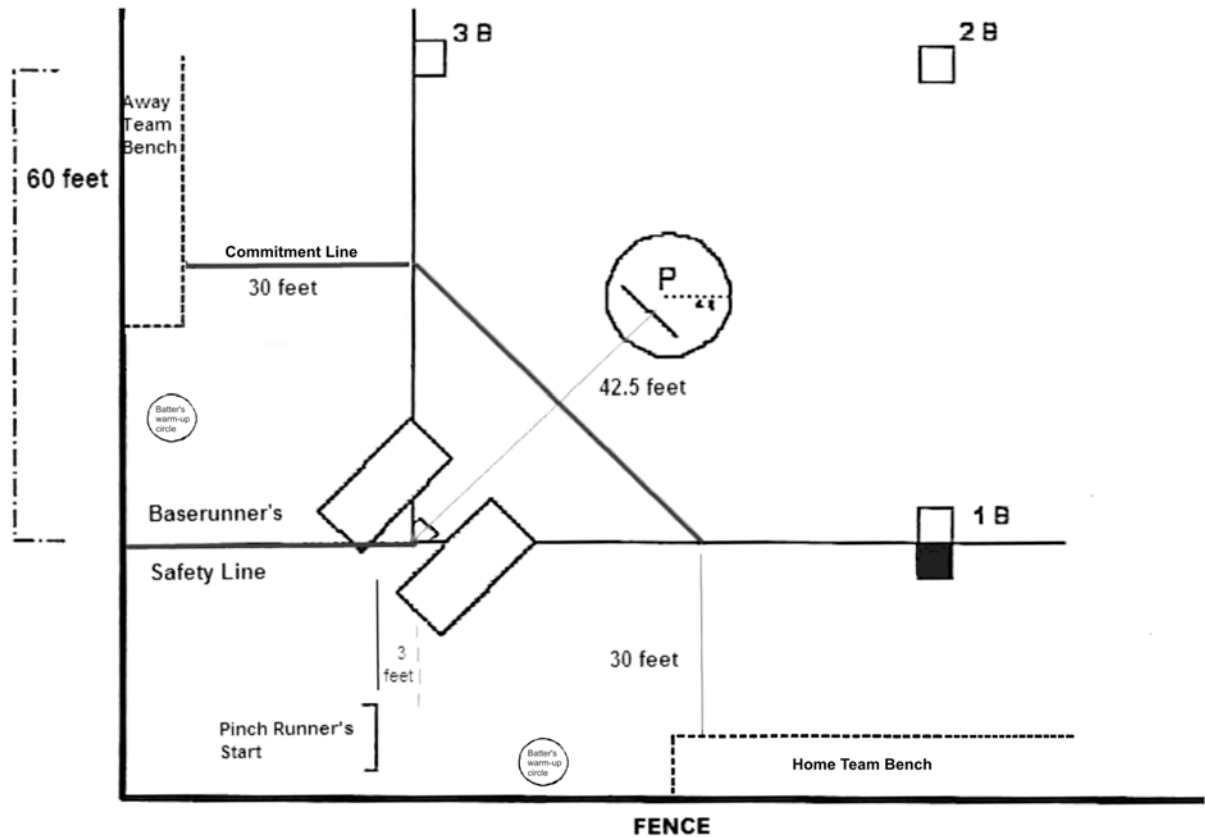 3 B
2 B
Away
Team
Bench
60 feet
Commitment Line
30 feet
P
42.5 feet
Batter's
warm-up
circle
Baserunner's
1 B
Safety Line
3
feet
30 feet
Pinch Runner's
Start
Batter's
warm-up
circle
Home Team Bench
FENCE